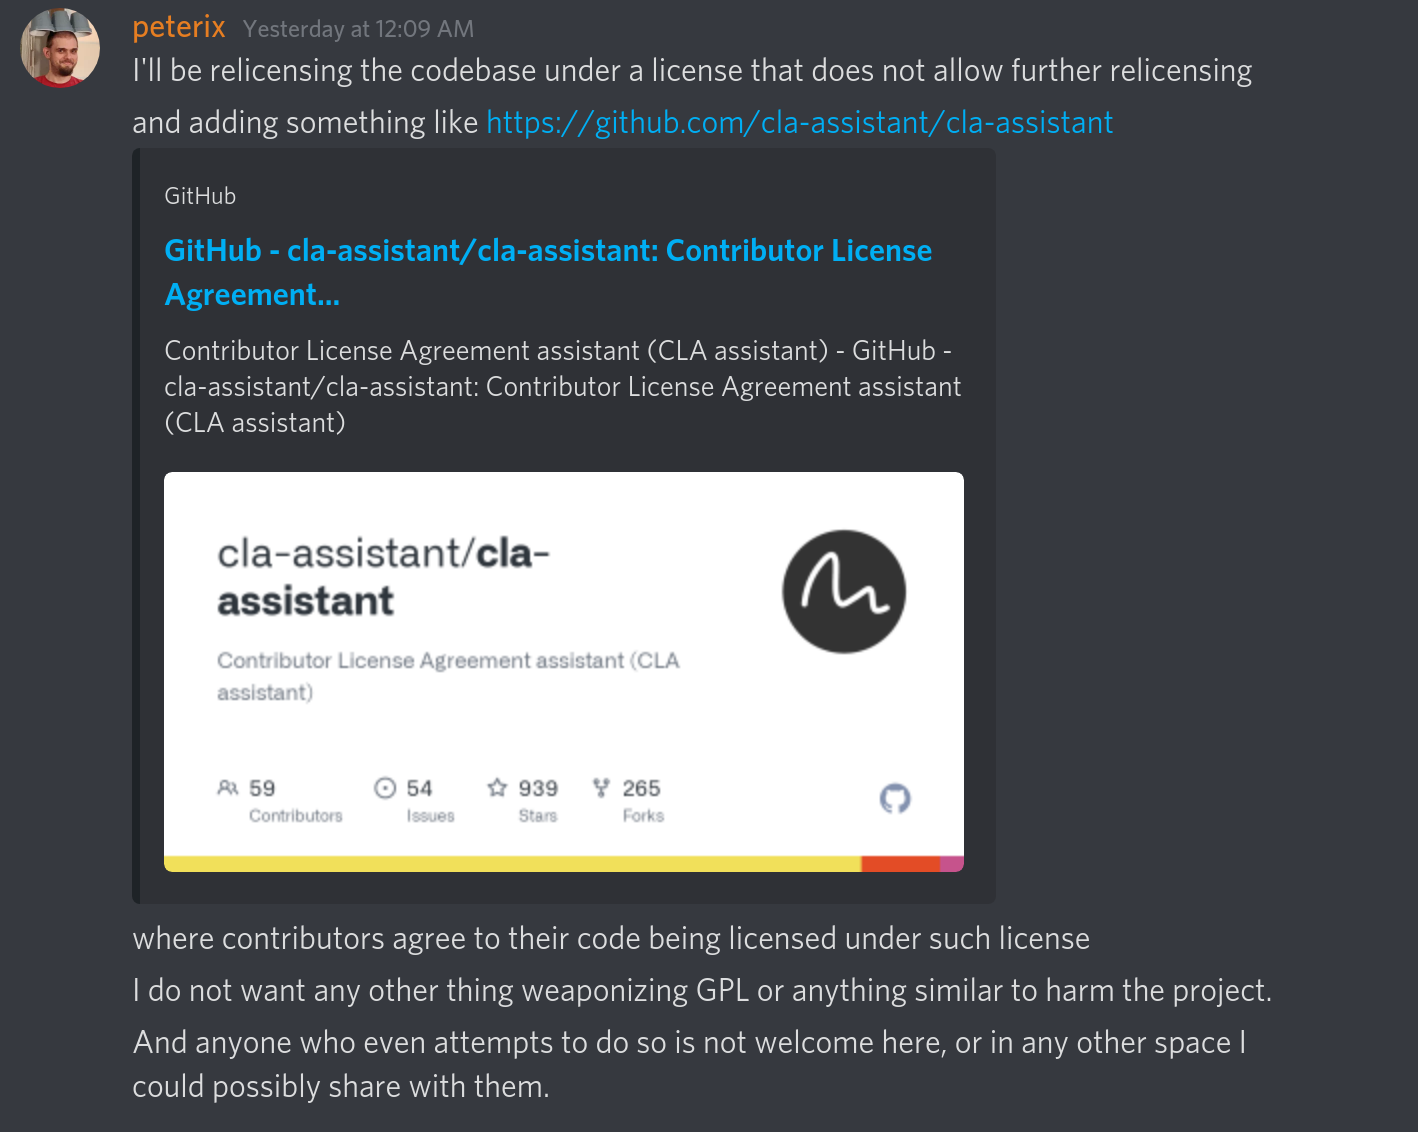 peterix Yesterday at 12:09 AM
I'll be relicensing the codebase under a license that does not allow further relicensing
and adding something like https://github.com/cla-assistant/cla-assistant
GitHub
GitHub - cla-assistant/cla-assistant: Contributor License
Agreement...
Contributor License Agreement assistant (CLA assistant) - GitHub -
cla-assistant/cla-assistant: Contributor License Agreement assistant
(CLA assistant)
cla-assistant/cla-
assistant
Contributor License Agreement assistant (CLA
assistant)
59 54 939 265
Contributors Issues Stars Forks
where contributors agree to their code being licensed under such license
I do not want any other thing weaponizing GPL or anything similar to harm the project.
And anyone who even attempts to do so is not welcome here, or in any other space I
could possibly share with them.